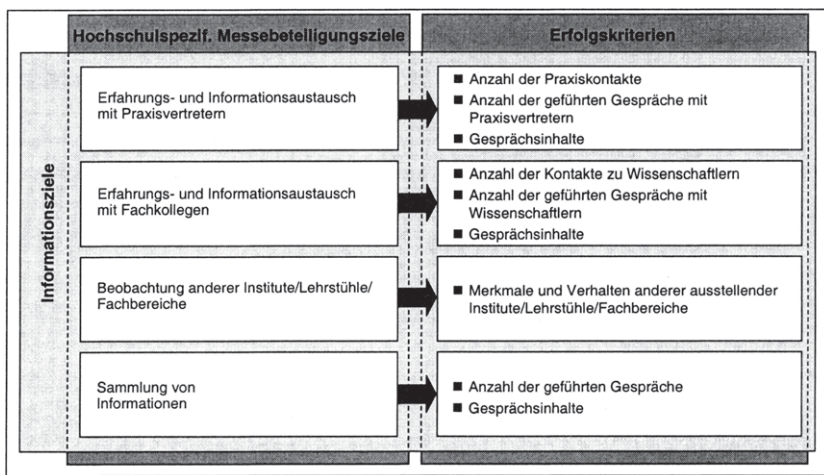 Hochschulspezif. Messebeteiligungsziele
Erfolgskriterien
Informationsziele
Erfahrungs- und Informationsaustausch
mit Praxisvertretern
■ Anzahl der Praxiskontakte
■ Anzahl der geführten Gespräche mit
Praxisvertretern
■ Gesprächsinhalte
Erfahrungs- und Informationsaustausch
mit Fachkollegen
■ Anzahl der Kontakte zu Wissenschaftlern
■ Anzahl der geführten Gespräche mit
Wissenschaftlern
■ Gesprächsinhalte
Beobachtung anderer Institute/Lehrstühle/
Fachbereiche
■ Merkmale und Verhalten anderer ausstellender
Institute/Lehrstühle/Fachbereiche
Sammlung von
Informationen
■ Anzahl der geführten Gespräche
■ Gesprächsinhalte